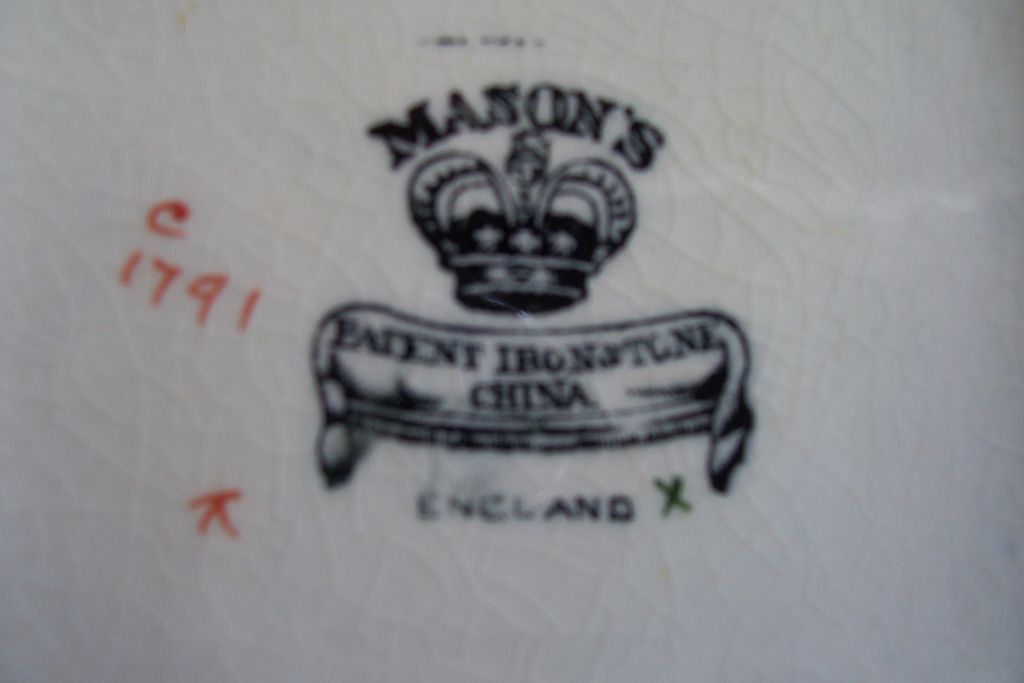 MASON'S
C
1791
PATENT IRONSTONE
CHINA
ENGLAND X